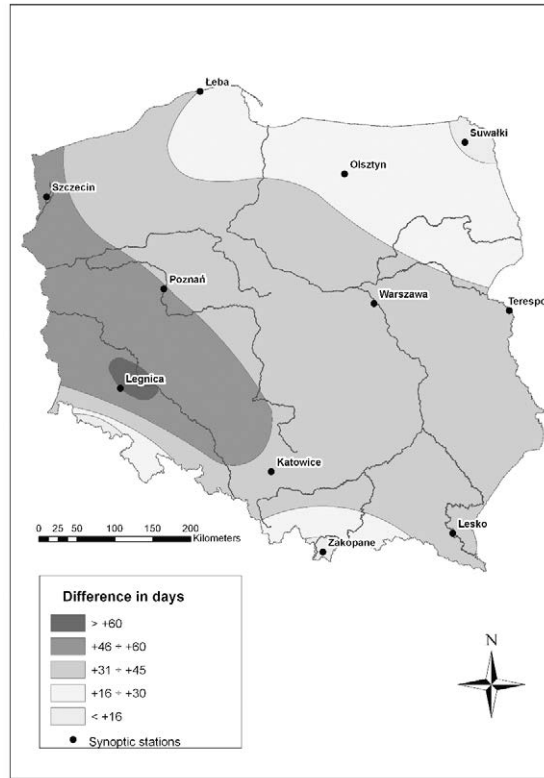 Łeba
Suwałki
Olsztyn
Szczecin
Poznań
Warszawa
Terespo
Legnica
Katowice
0 25 50 100 150 200
Kilometers
Lesko
Zakopane
Difference in days
> +60
+46 ÷ +60
+31 ÷ +45
+16 ÷ +30
< +16
Synoptic stations
N